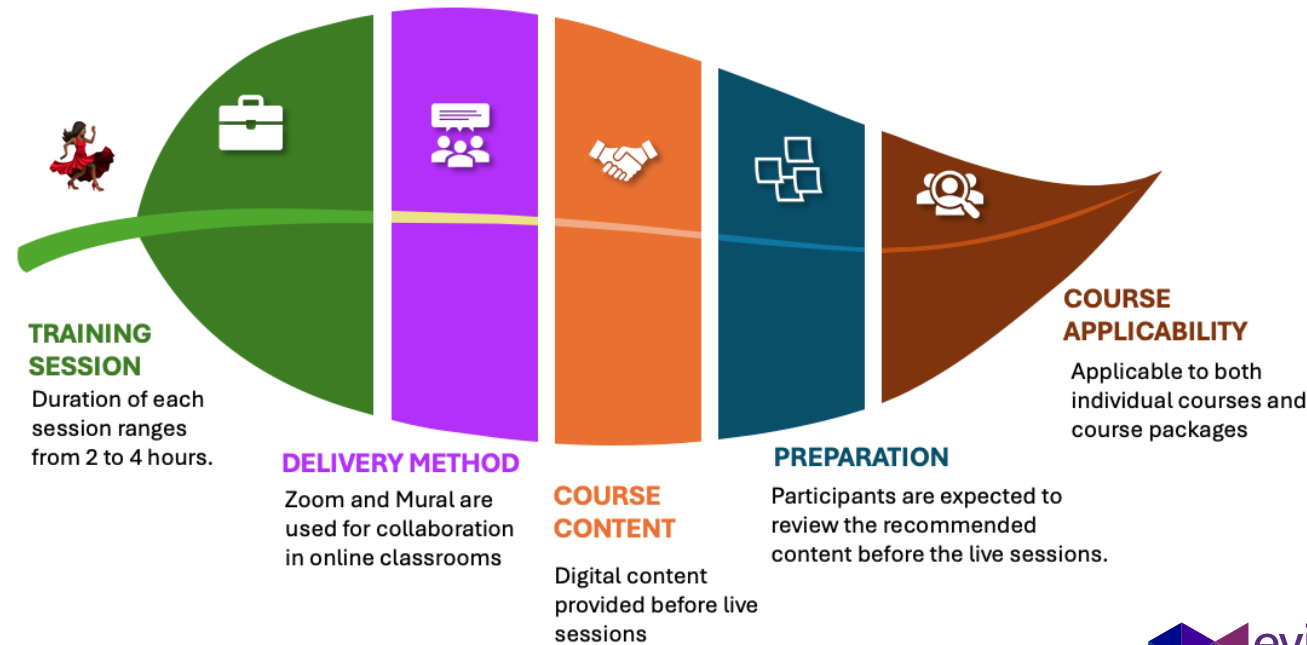 TRAINING
SESSION
Duration of each
session ranges
from 2 to 4 hours.
DELIVERY METHOD
Zoom and Mural are
used for collaboration
in online classrooms
COURSE
CONTENT
Digital content
provided before live
sessions
PREPARATION
Participants are expected to
review the recommended
content before the live sessions.
COURSE
APPLICABILITY
Applicable to both
individual courses and
course packages